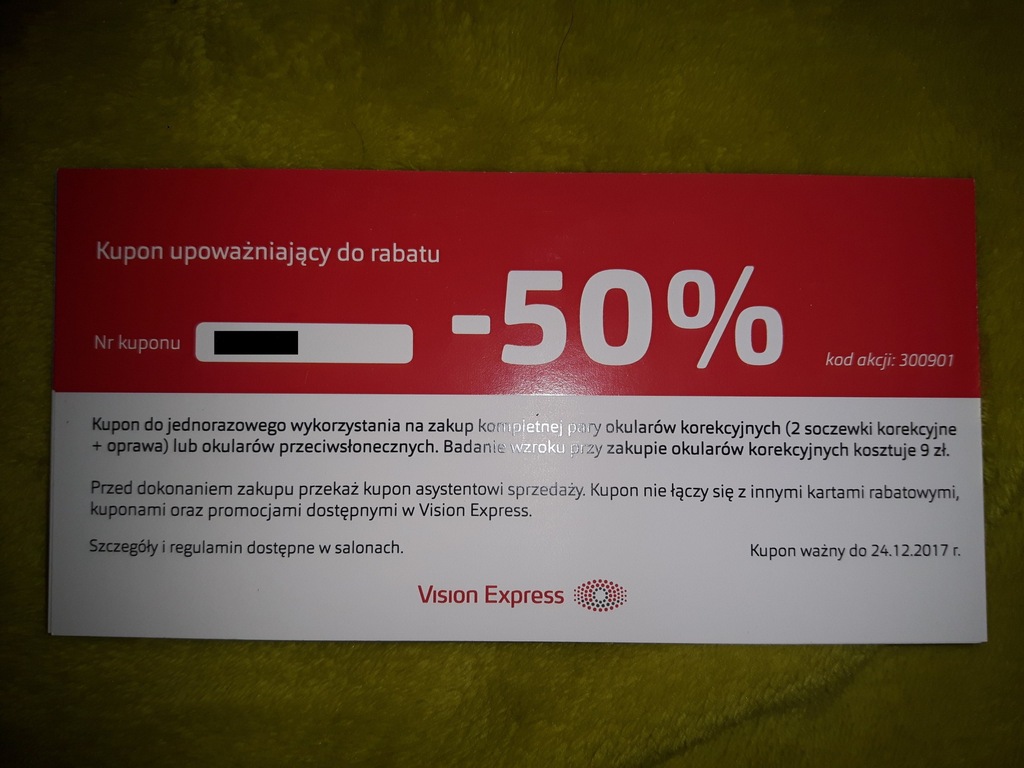 Kupon upoważniający do rabatu
-50%
Nr kuponu
kod akcji: 300901
Kupon do jednorazowego wykorzystania na zakup kompletnej pary okularów korekcyjnych (2 soczewki korekcyjne
+ oprawa) lub okularów przeciwsłonecznych. Badanie wzroku przy zakupie okularów korekcyjnych kosztuje 9 zł.
Przed dokonaniem zakupu przekaż kupon asystentowi sprzedaży. Kupon nie łączy się z innymi kartami rabatowymi,
kuponami oraz promocjami dostępnymi w Vision Express.
Szczegóły i regulamin dostępne w salonach.
Kupon ważny do 24.12.2017 r.
Vision Express